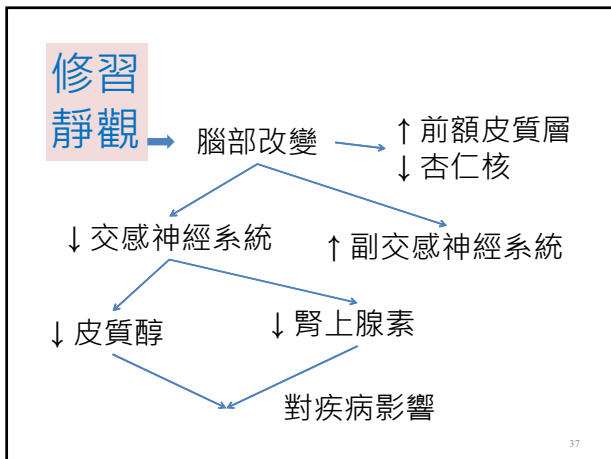 修習
靜觀
腦部改變
↑ 前額皮質層
↓ 杏仁核
↓ 交感神經系統
↑ 副交感神經系統
↓ 皮質醇
↓ 腎上腺素
對疾病影響
37